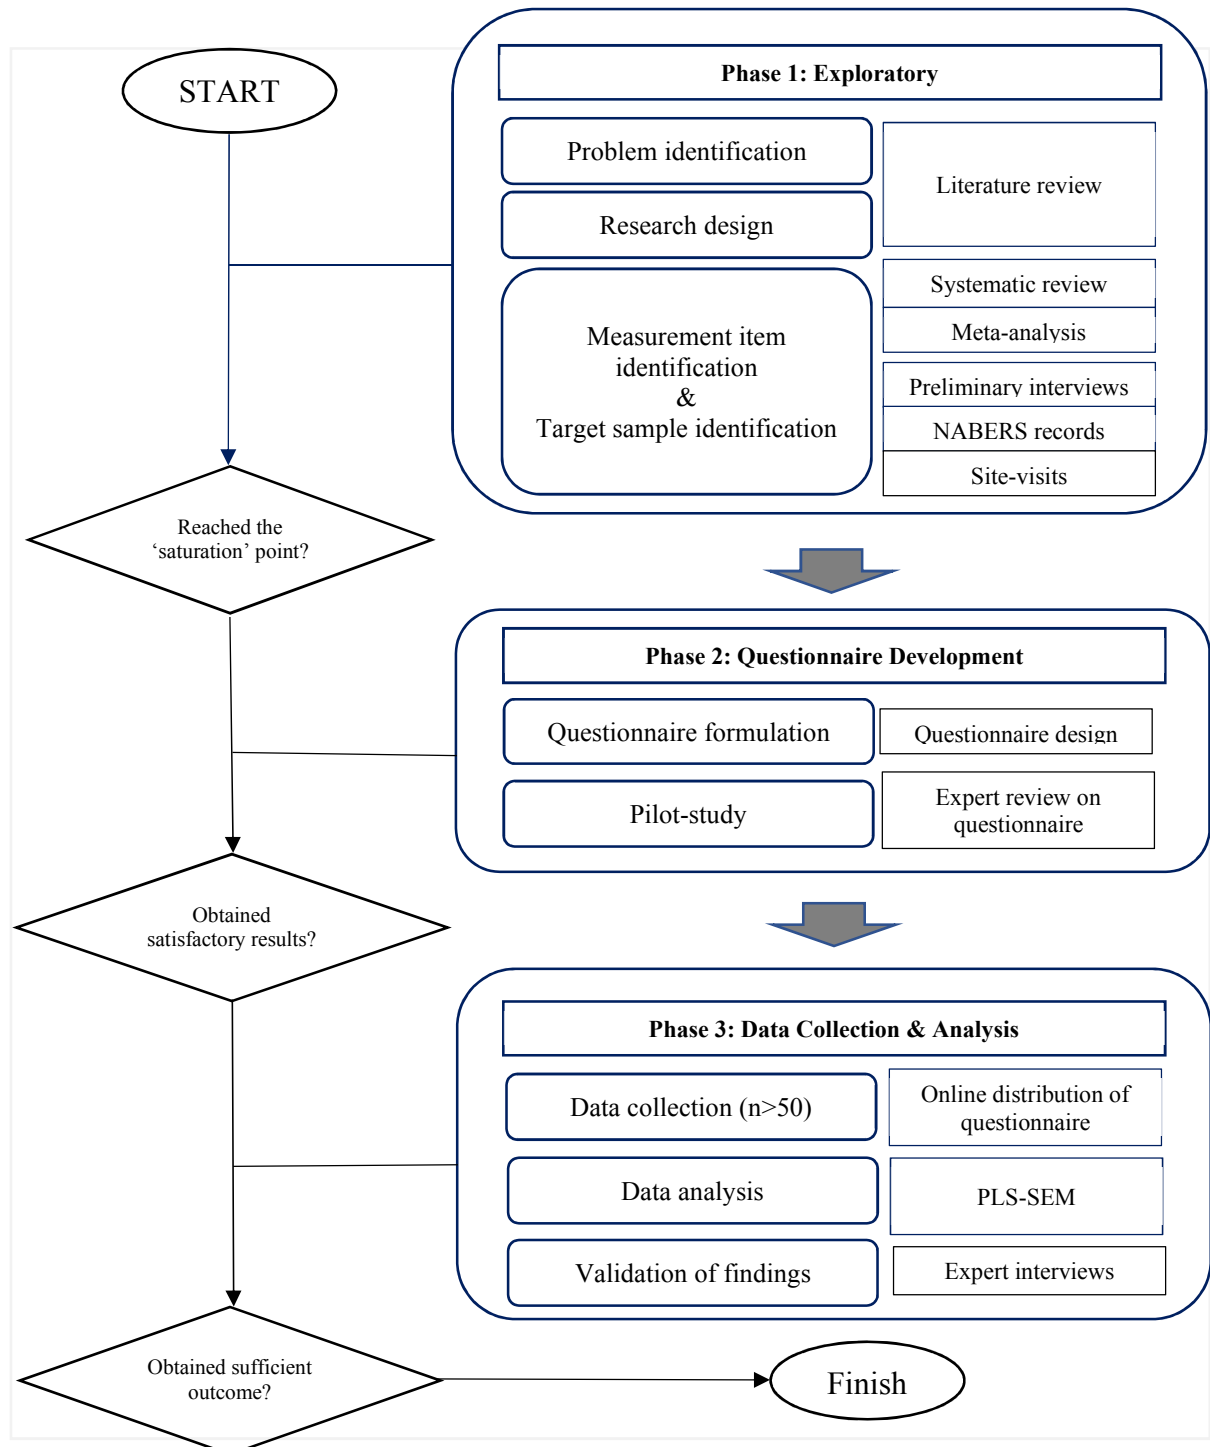 START
Phase 1: Exploratory
Problem identification
Research design
Measurement item
identification
&
Target sample identification
Literature review
Systematic review
Meta-analysis
Preliminary interviews
NABERS records
Site-visits
Reached the
‘saturation’ point?
Phase 2: Questionnaire Development
Questionnaire formulation
Questionnaire design
Pilot-study
Expert review on
questionnaire
Obtained
satisfactory results?
Phase 3: Data Collection & Analysis
Data collection (n>50)
Online distribution of
questionnaire
Data analysis
PLS-SEM
Validation of findings
Expert interviews
Obtained sufficient
outcome?
Finish